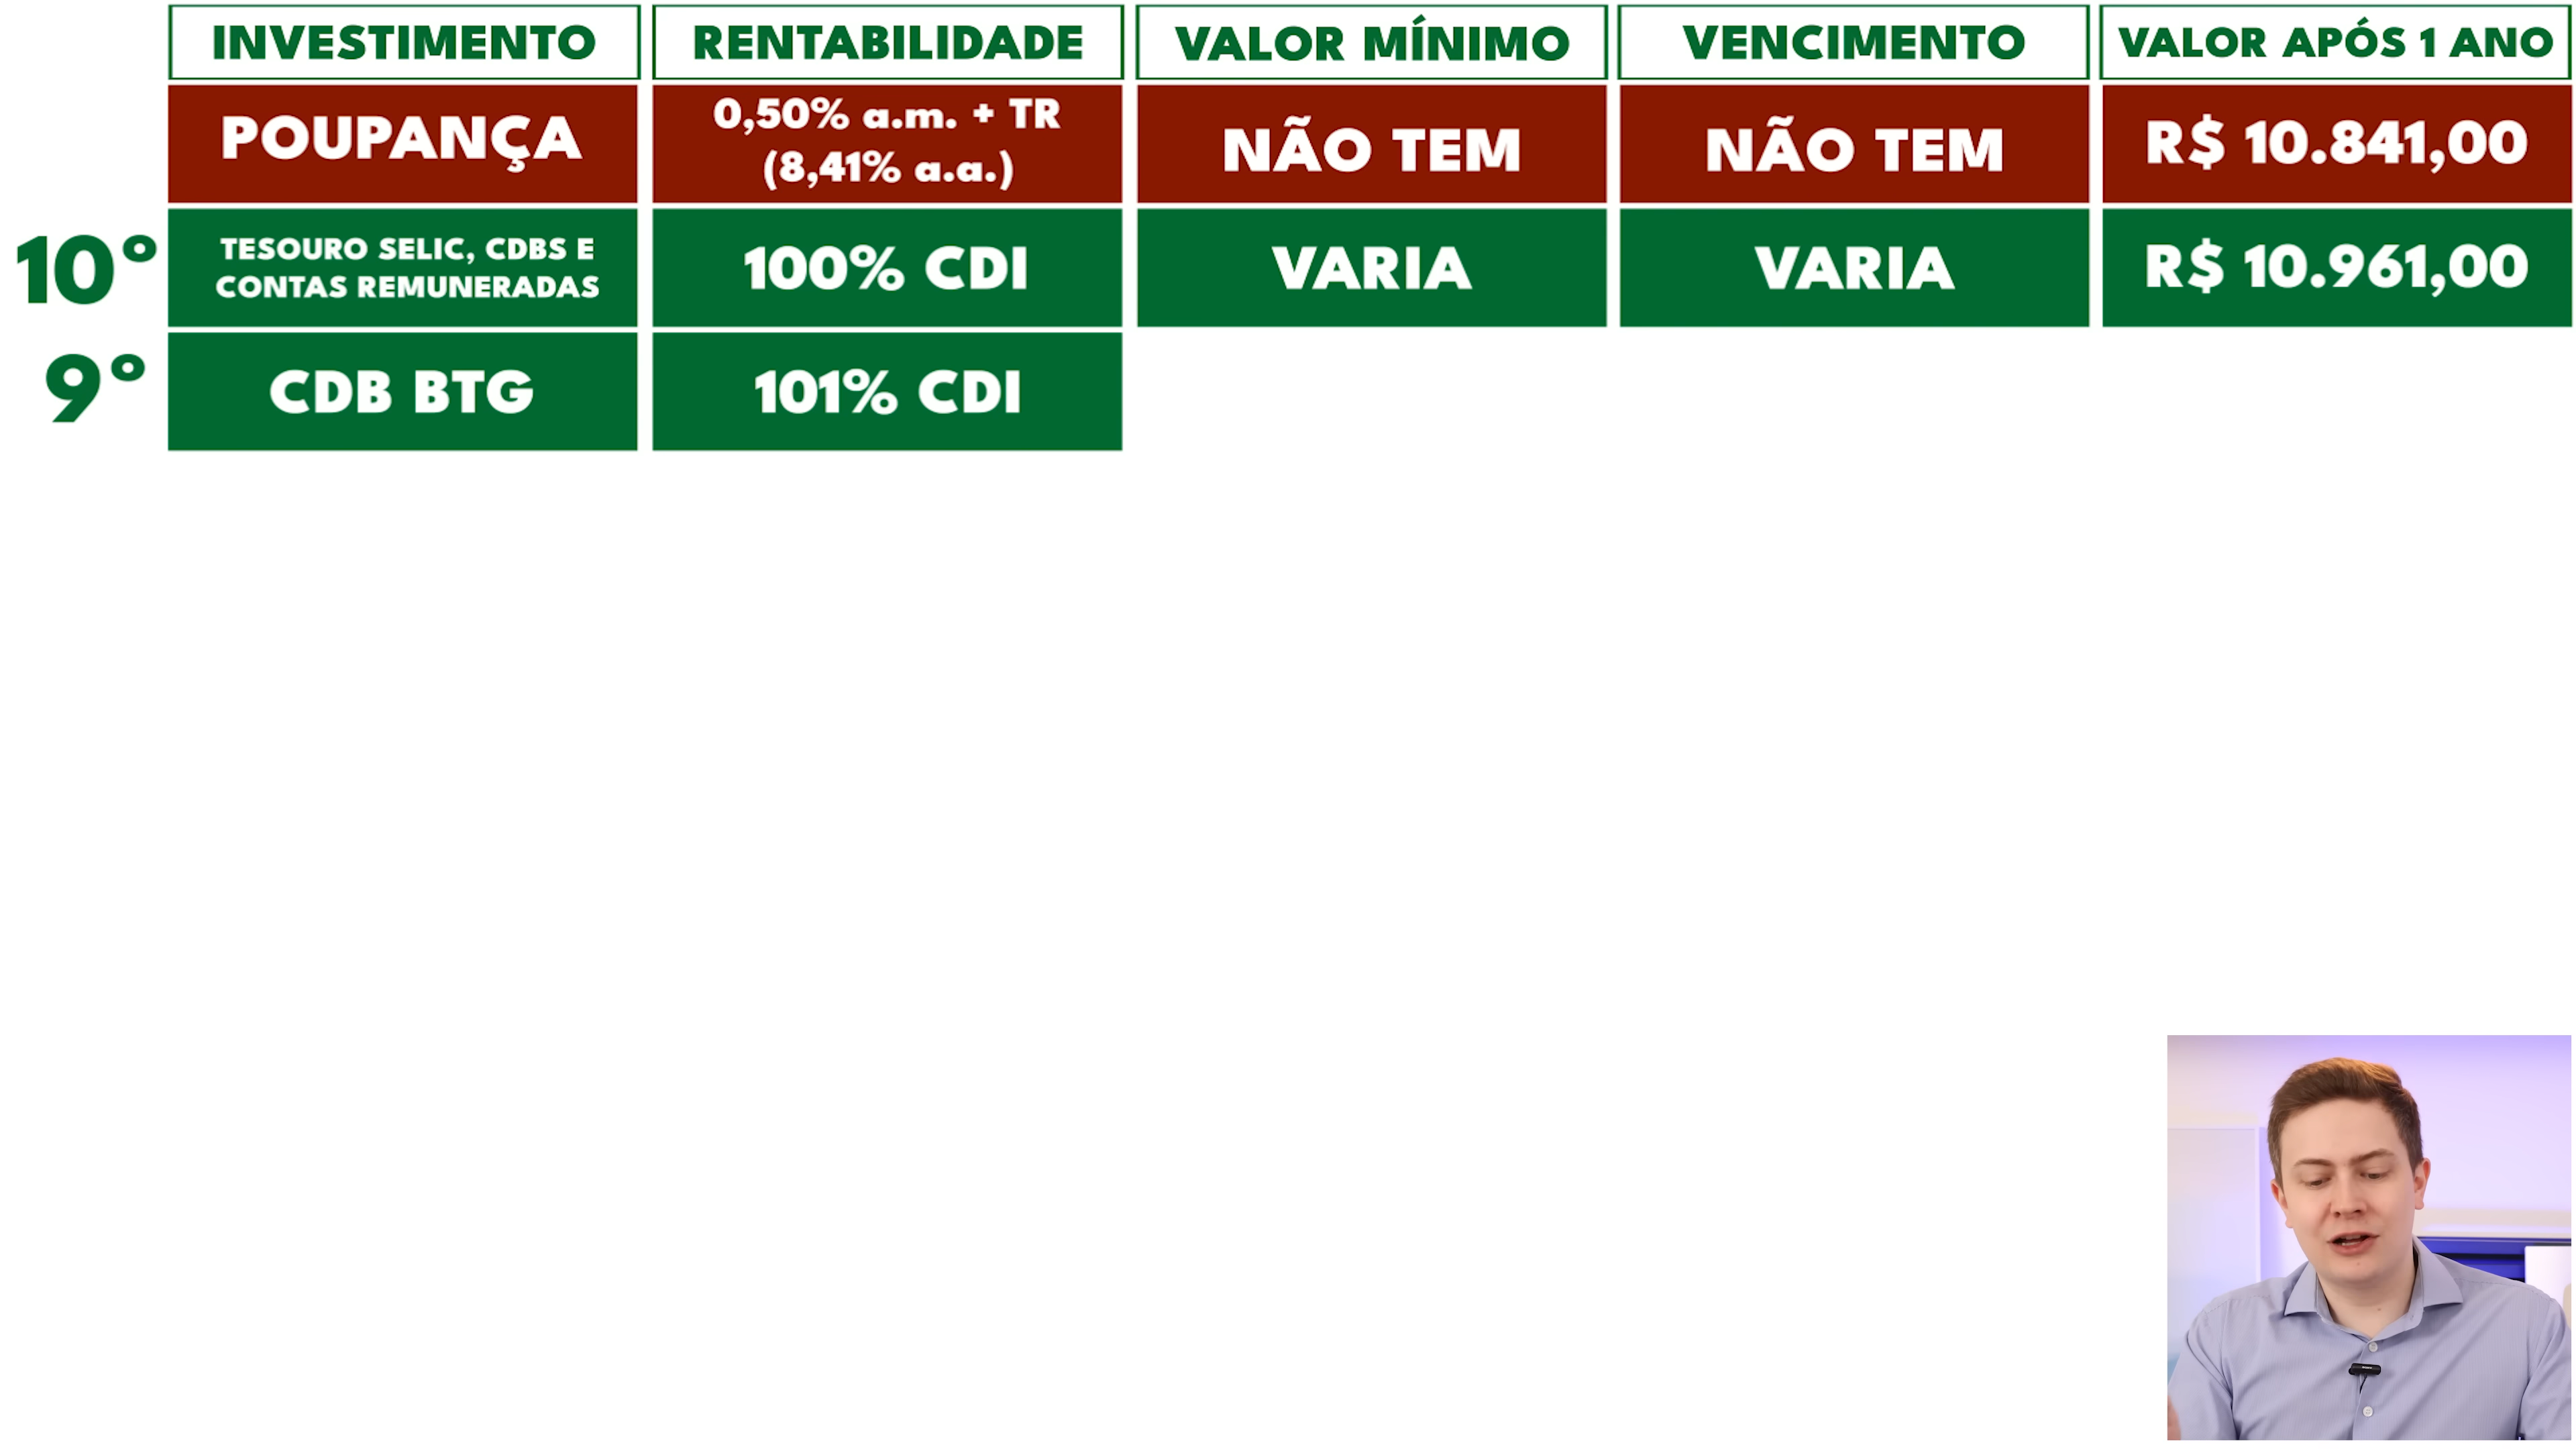 INVESTIMENTO RENTABILIDADE VALOR MÍNIMO VENCIMENTO VALOR APÓS 1 ANO
POUPANÇA 0,50% a.m. + TR NÃO TEM NÃO TEM R$ 10.841,00
(8,41% a.a.)
10º TESOURO SELIC, CDBS E 100% CDI VARIA VARIA R$ 10.961,00
CONTAS REMUNERADAS
9º CDB BTG 101% CDI